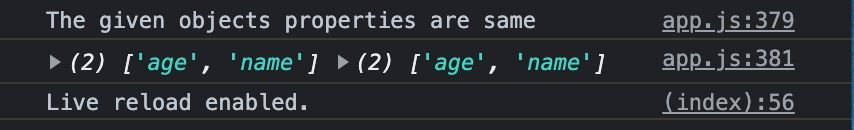 The given objects properties are same app.js:379
▶(2) ['age', 'name'] ▶(2) ['age', 'name'] app.js:381
Live reload enabled. (index):56